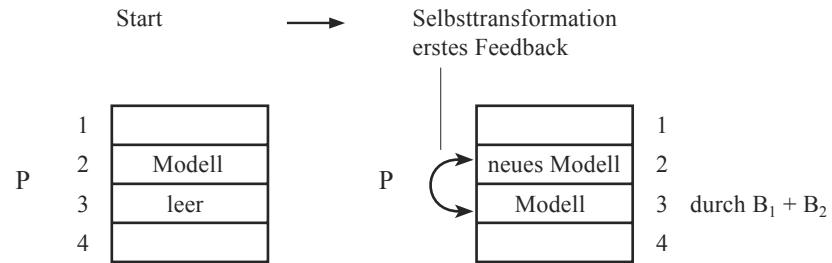 Start
Selbsttransformation
erstes Feedback
P
1
2 Modell
3 leer
4
P
1
neues Modell 2
Modell 3 durch B₁ + B₂
4